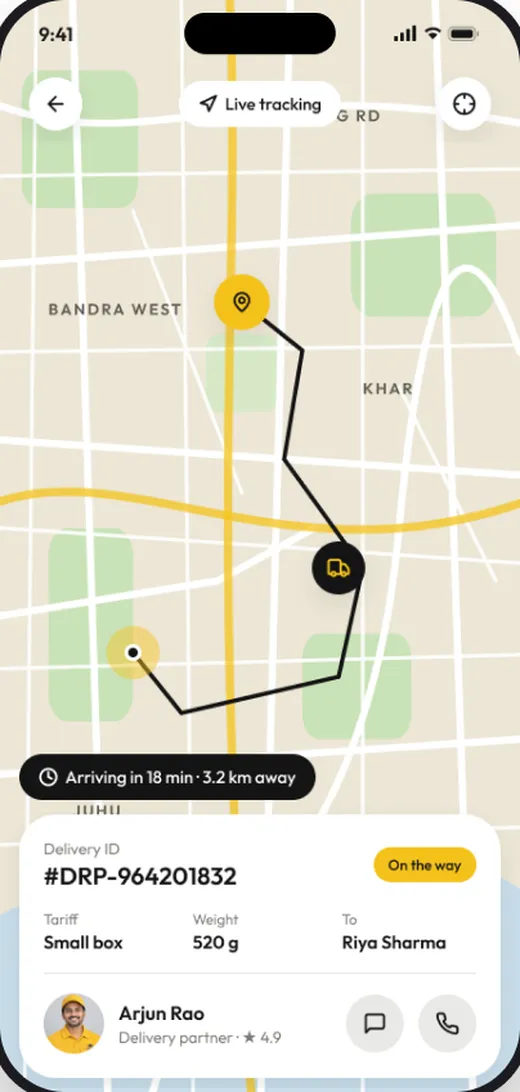 9:41
Live tracking
G RD
BANDRA WEST
KHAR
Arriving in 18 min · 3.2 km away
JUHU
Delivery ID
#DRP-964201832
On the way
Tariff Weight To
Small box 520 g Riya Sharma
Arjun Rao
Delivery partner · ★ 4.9